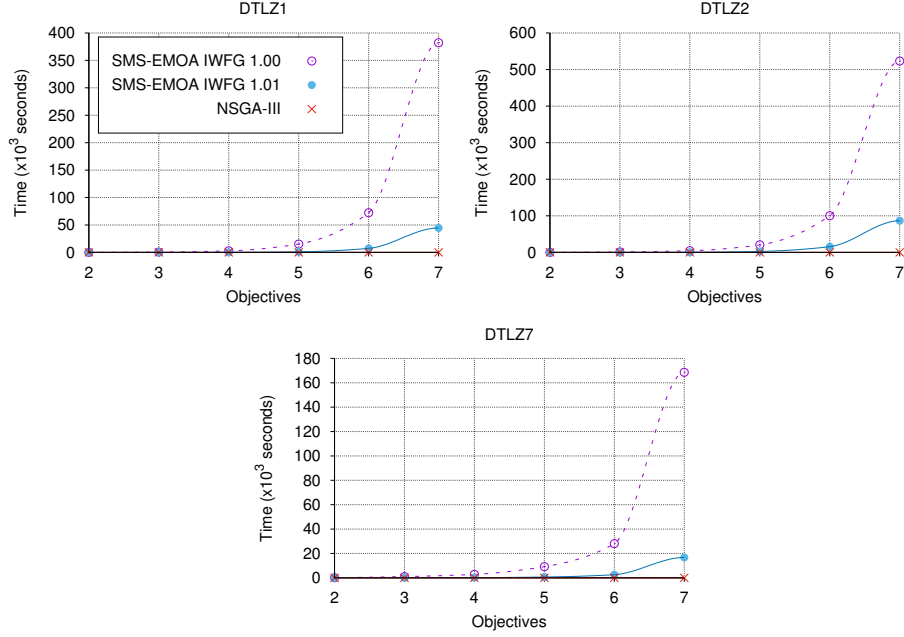 DTLZ1
400
350
300
250
200
150
100
50
0
Time (x10³ seconds)
SMS-EMOA IWFG 1.00
SMS-EMOA IWFG 1.01
NSGA-III
2 3 4 5 6 7
Objectives
DTLZ2
600
500
400
300
200
100
0
Time (x10³ seconds)
2 3 4 5 6 7
Objectives
DTLZ7
180
160
140
120
100
80
60
40
20
0
Time (x10³ seconds)
2 3 4 5 6 7
Objectives